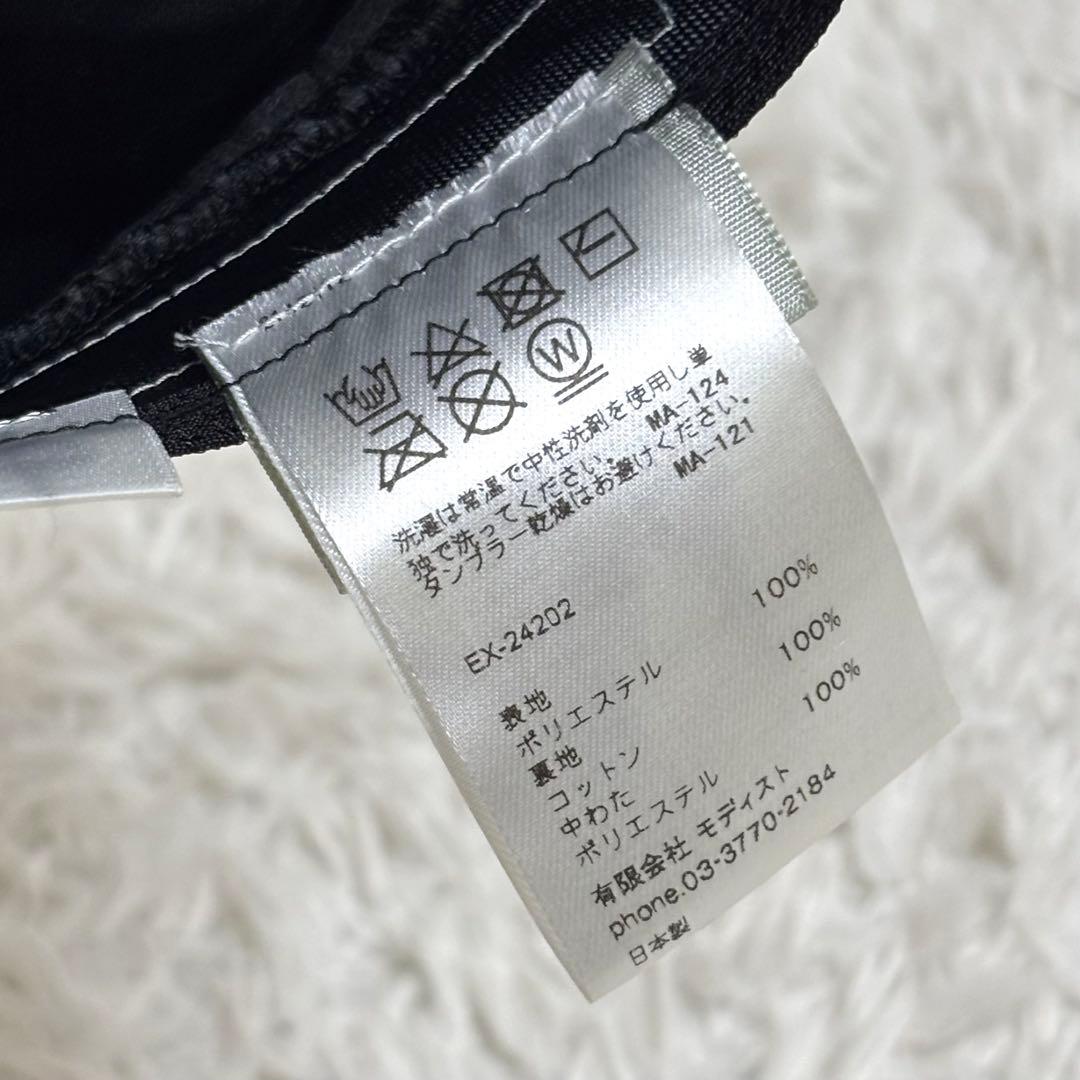 W
洗濯は常温で中性洗剤を使用し単
独で洗ってください。 MA-124
タンブラー乾燥はお避けください。
MA-121
EX-24202
表地
ポリエステル 100%
裏地
コットン 100%
中わた
ポリエステル 100%
有限会社 モディスト
phone.03-3770-2184
日本製